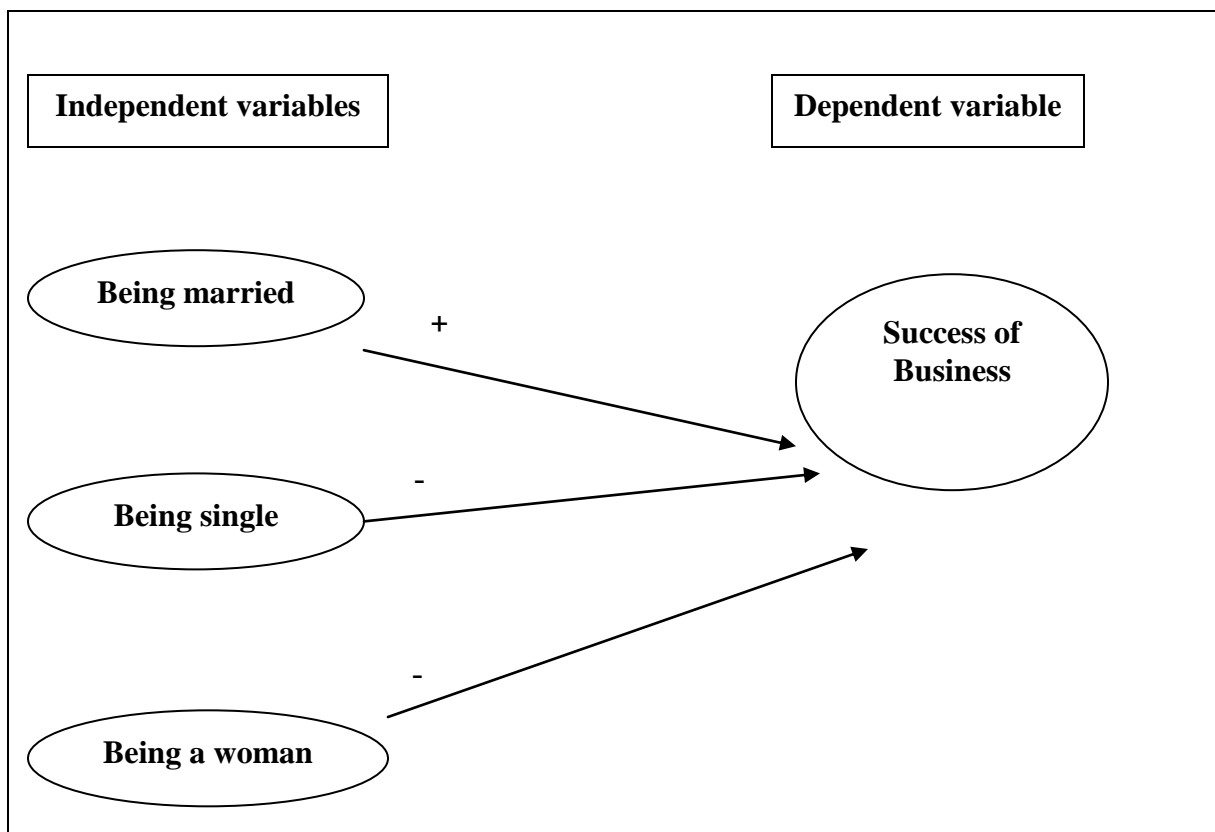 Independent variables
Dependent variable
Being married
+
Success of
Business
-
Being single
-
Being a woman